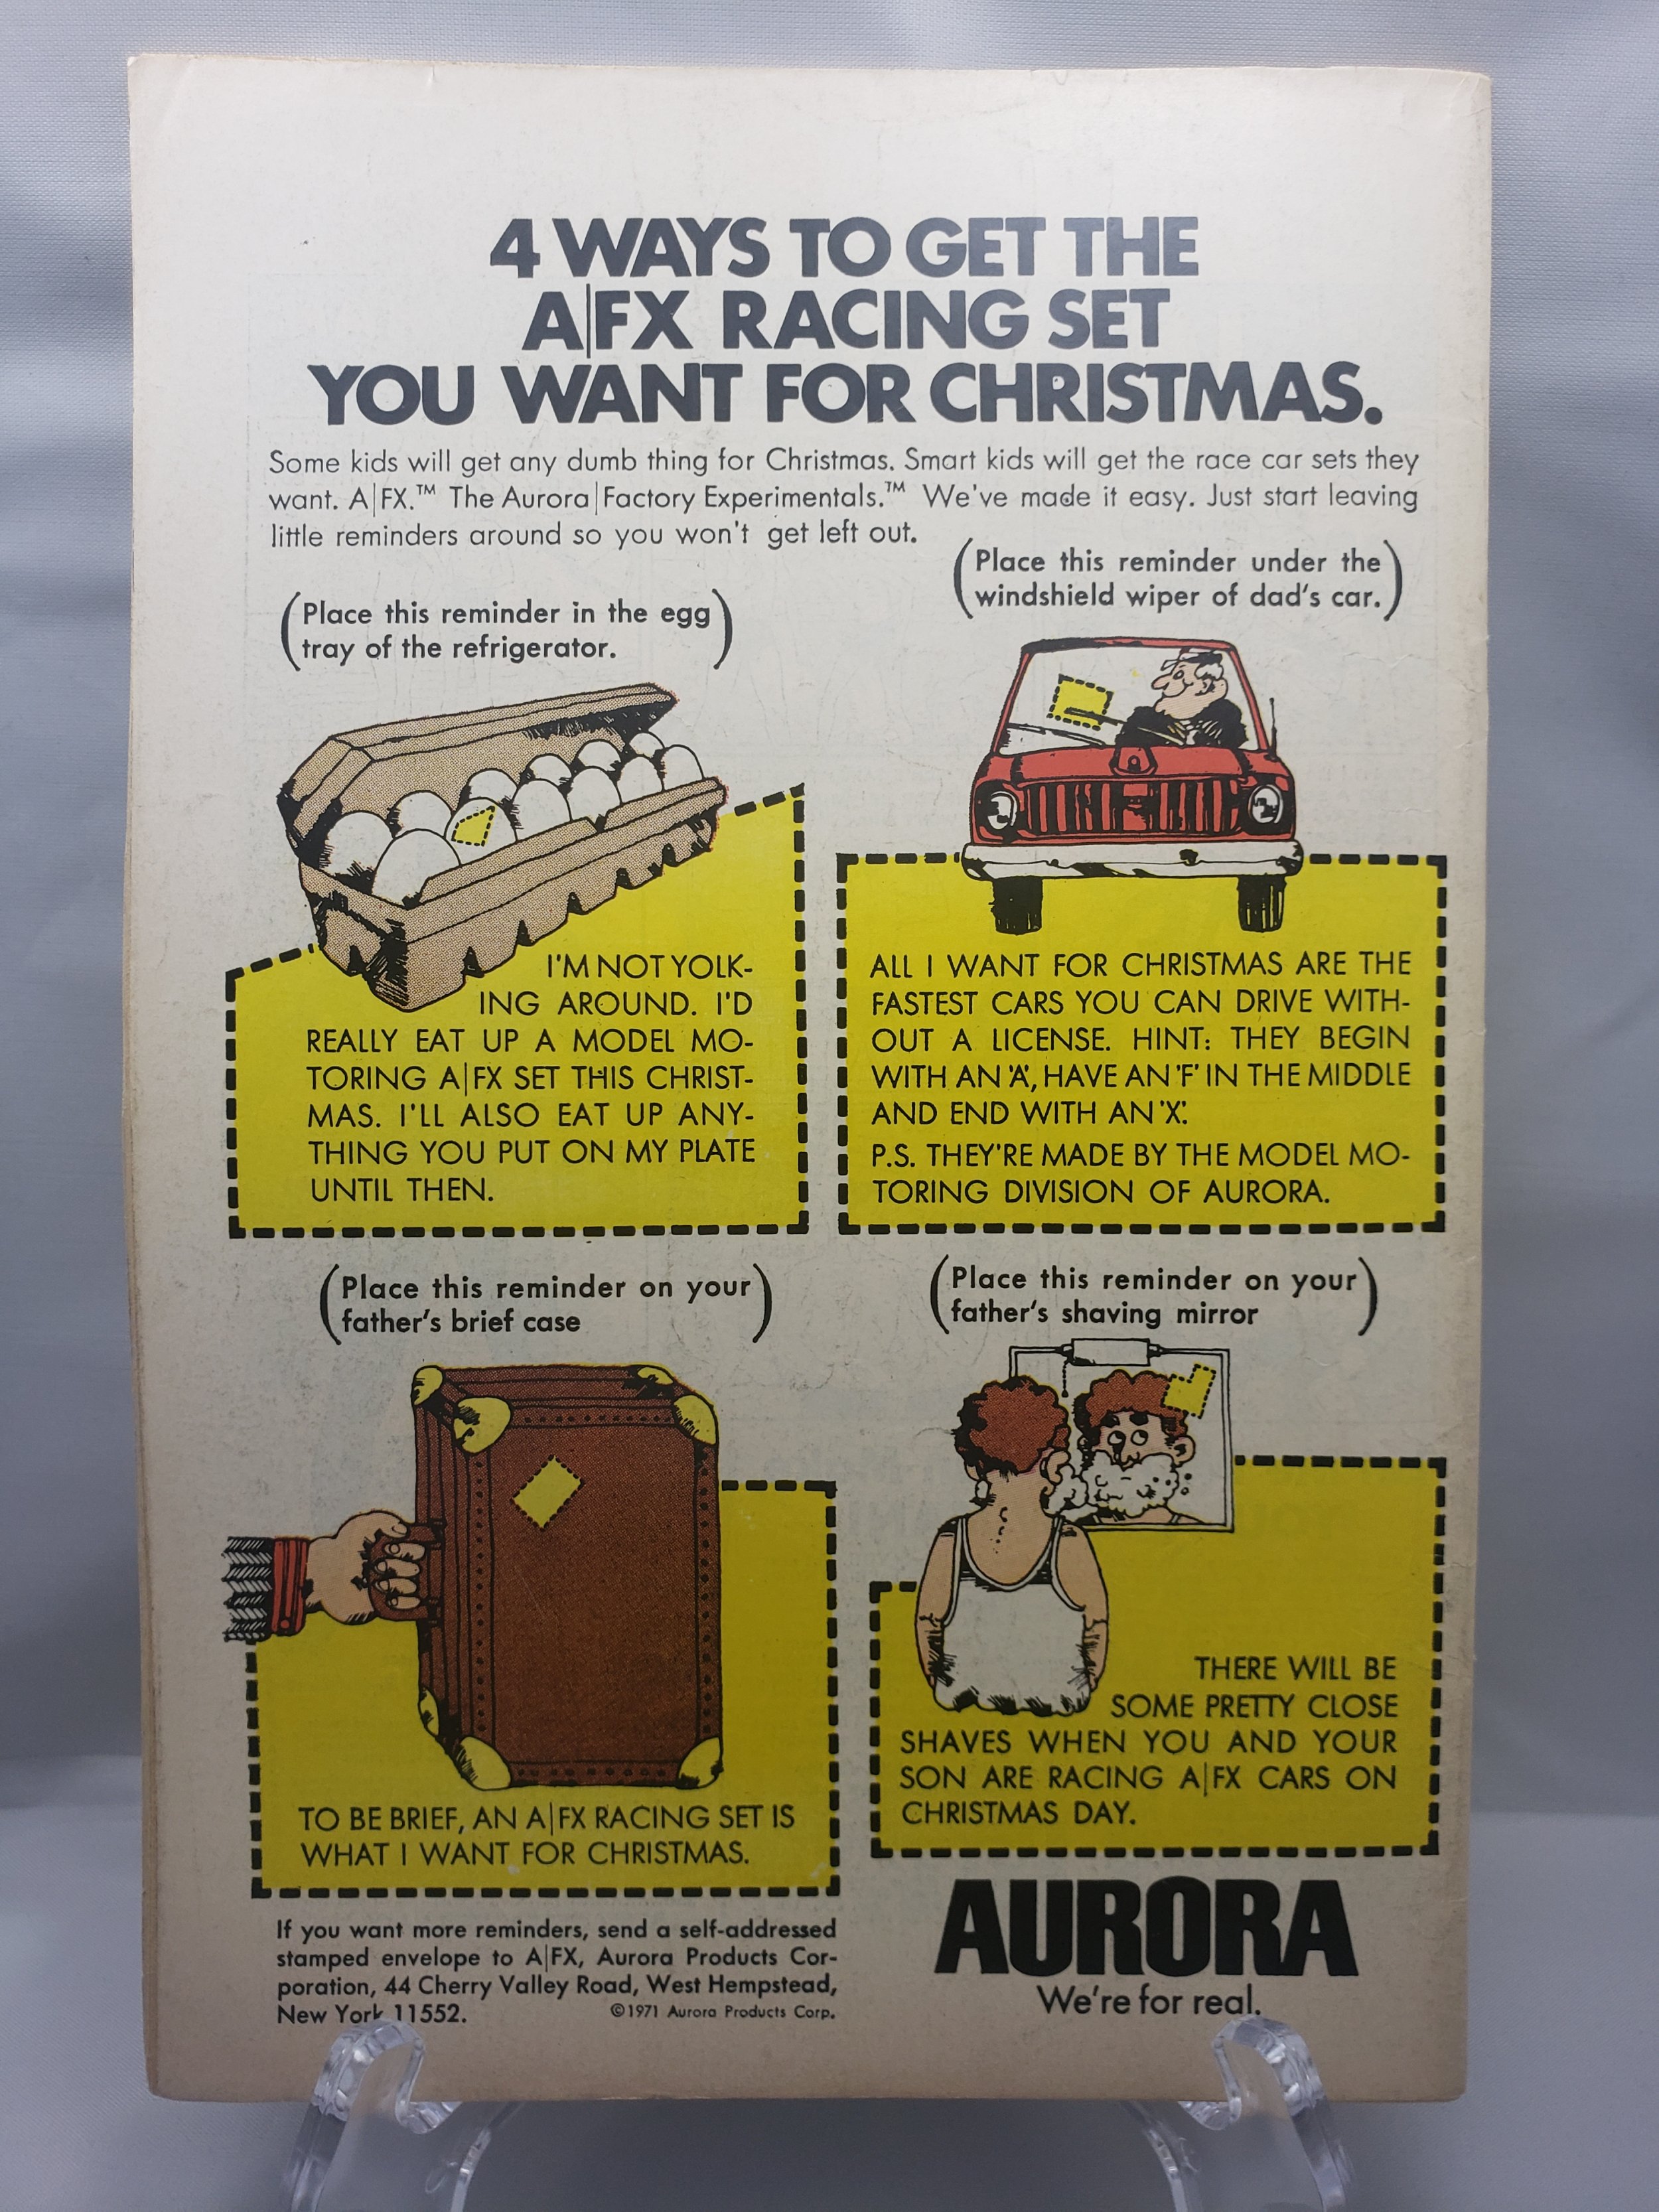 4 WAYS TO GET THE
A|FX RACING SET
YOU WANT FOR CHRISTMAS.
Some kids will get any dumb thing for Christmas. Smart kids will get the race car sets they
want. A|FX.™ The Aurora|Factory Experimentals.™ We've made it easy. Just start leaving
little reminders around so you won't get left out.
(Place this reminder in the egg
tray of the refrigerator.)
(Place this reminder under the
windshield wiper of dad's car.)
I'M NOT YOLK-
ING AROUND. I'D
REALLY EAT UP A MODEL MO-
TORING A|FX SET THIS CHRIST-
MAS. I'LL ALSO EAT UP ANY-
THING YOU PUT ON MY PLATE
UNTIL THEN.
ALL I WANT FOR CHRISTMAS ARE THE
FASTEST CARS YOU CAN DRIVE WITH-
OUT A LICENSE. HINT: THEY BEGIN
WITH AN 'A', HAVE AN 'F' IN THE MIDDLE
AND END WITH AN 'X'.
P.S. THEY'RE MADE BY THE MODEL MO-
TORING DIVISION OF AURORA.
(Place this reminder on your
father's brief case)
(Place this reminder on your
father's shaving mirror)
TO BE BRIEF, AN A|FX RACING SET IS
WHAT I WANT FOR CHRISTMAS.
THERE WILL BE
SOME PRETTY CLOSE
SHAVES WHEN YOU AND YOUR
SON ARE RACING A|FX CARS ON
CHRISTMAS DAY.
If you want more reminders, send a self-addressed
stamped envelope to A|FX, Aurora Products Cor-
poration, 44 Cherry Valley Road, West Hempstead,
New York 11552. ©1971 Aurora Products Corp.
AURORA
We're for real.